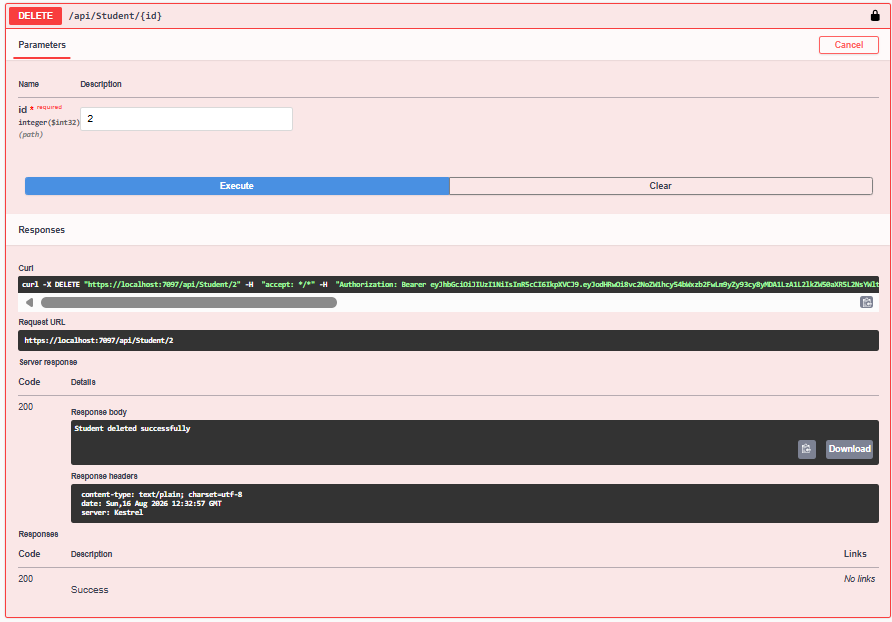 DELETE /api/Student/{id}
Parameters Cancel
Name Description
id * required 2
integer($int32)
(path)
Execute Clear
Responses
Curl
curl -X DELETE "https://localhost:7097/api/Student/2" -H "accept: */*" -H "Authorization: Bearer
Request URL
https://localhost:7097/api/Student/2
Server response
Code Details
200
Response body
Student deleted successfully
Download
Response headers
content-type: text/plain; charset=utf-8
date: Sun,16 Aug 2026 12:32:57 GMT
server: Kestrel
Responses
Code Description Links
200 No links
Success